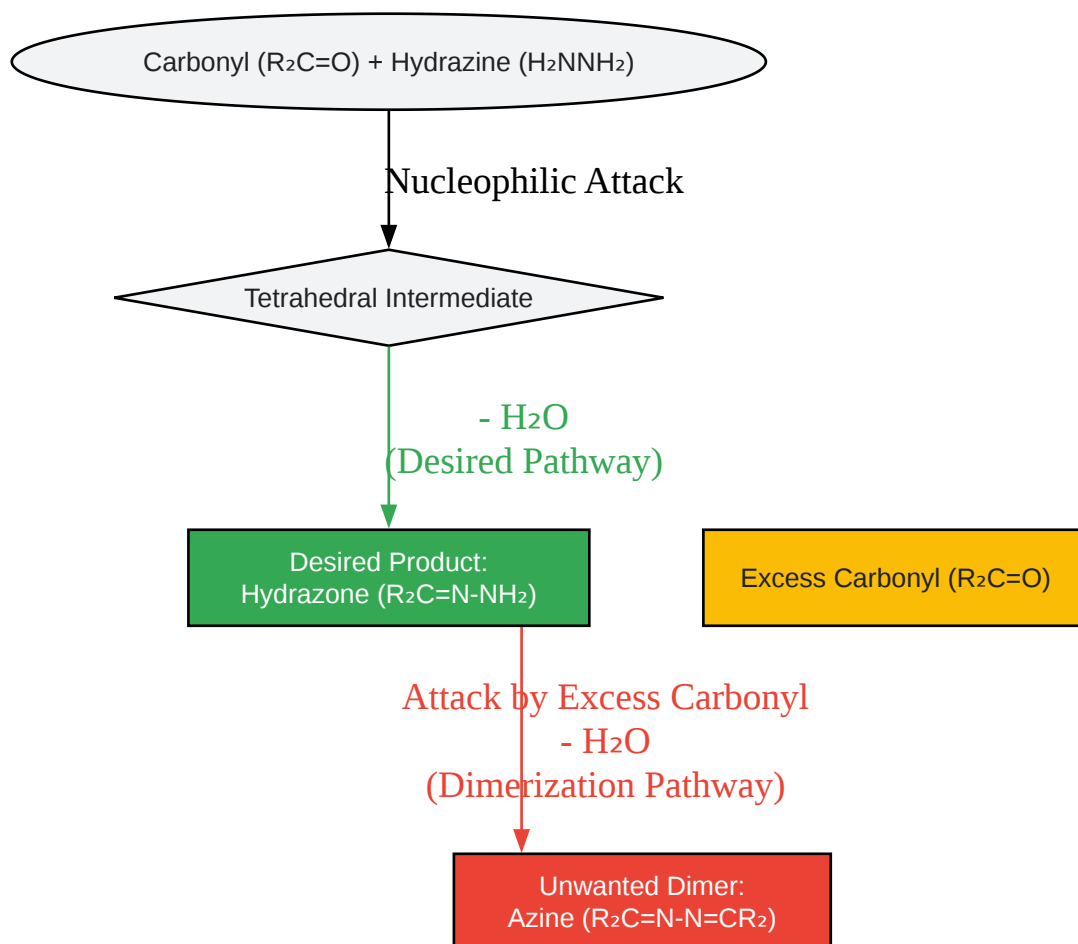 Carbonyl (R₂C=O) + Hydrazine (H₂NNH₂)
Nucleophilic Attack
Tetrahedral Intermediate
- H₂O
(Desired Pathway)
Desired Product:
Hydrazone (R₂C=N-NH₂)
Excess Carbonyl (R₂C=O)
Attack by Excess Carbonyl
- H₂O
(Dimerization Pathway)
Unwanted Dimer:
Azine (R₂C=N-N=CR₂)